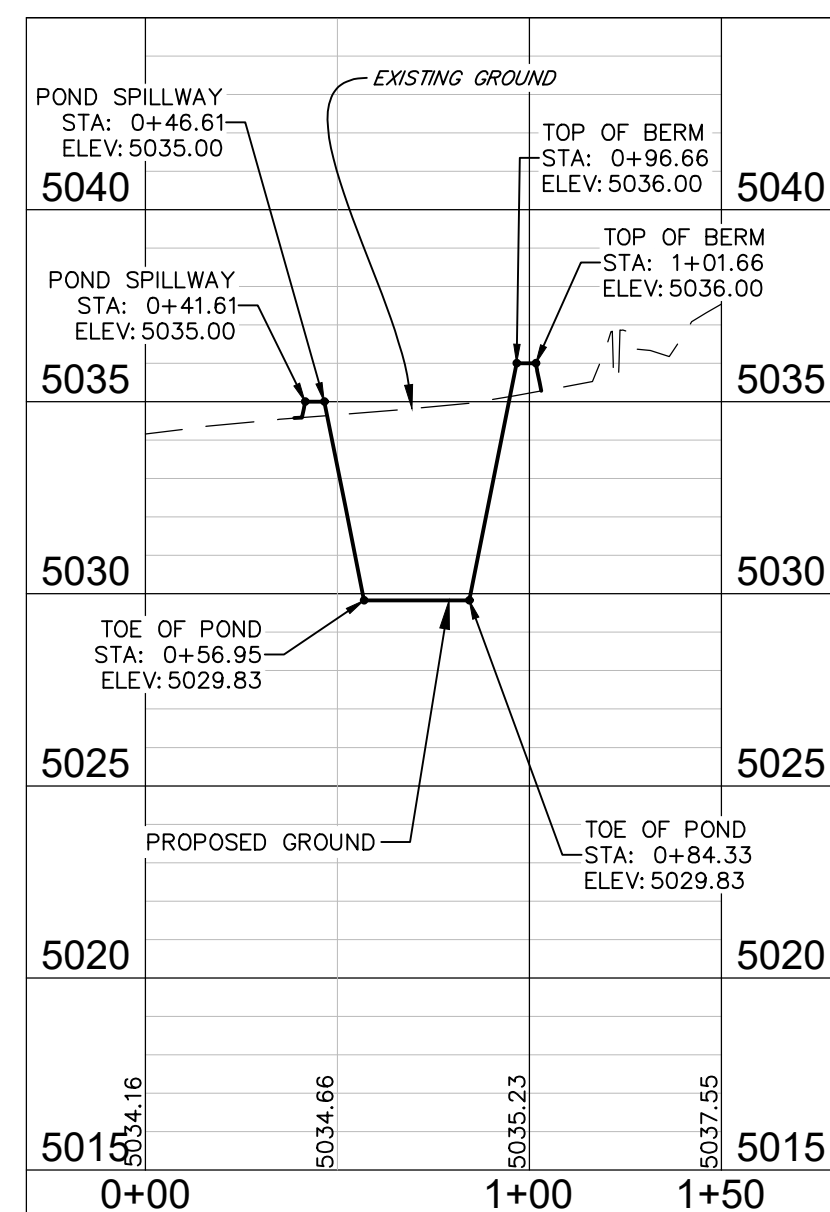 EXISTING GROUND
POND SPILLWAY
STA: 0+46.61
ELEV: 5035.00
TOP OF BERM
STA: 0+96.66
ELEV: 5036.00
5040
5040
TOP OF BERM
STA: 1+01.66
ELEV: 5036.00
POND SPILLWAY
STA: 0+41.61
ELEV: 5035.00
5035
5035
5030
5030
TOE OF POND
STA: 0+56.95
ELEV: 5029.83
5025
5025
PROPOSED GROUND
TOE OF POND
STA: 0+84.33
ELEV: 5029.83
5020
5020
5034.16
5034.66
5035.23
5037.55
5015
5015
0+00
1+00
1+50